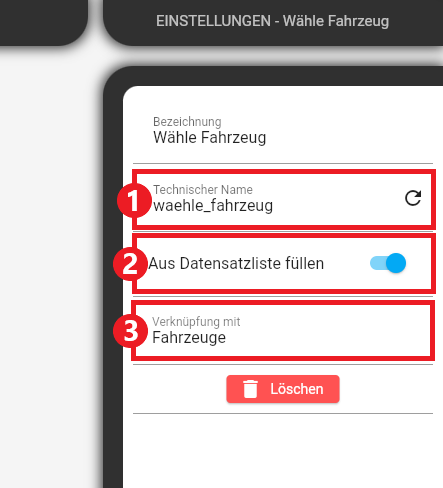 EINSTELLUNGEN - Wähle Fahrzeug
Bezeichnung
Wähle Fahrzeug
1
Technischer Name
waehle_fahrzeug
2
Aus Datensatzliste füllen
3
Verknüpfung mit
Fahrzeuge
Löschen